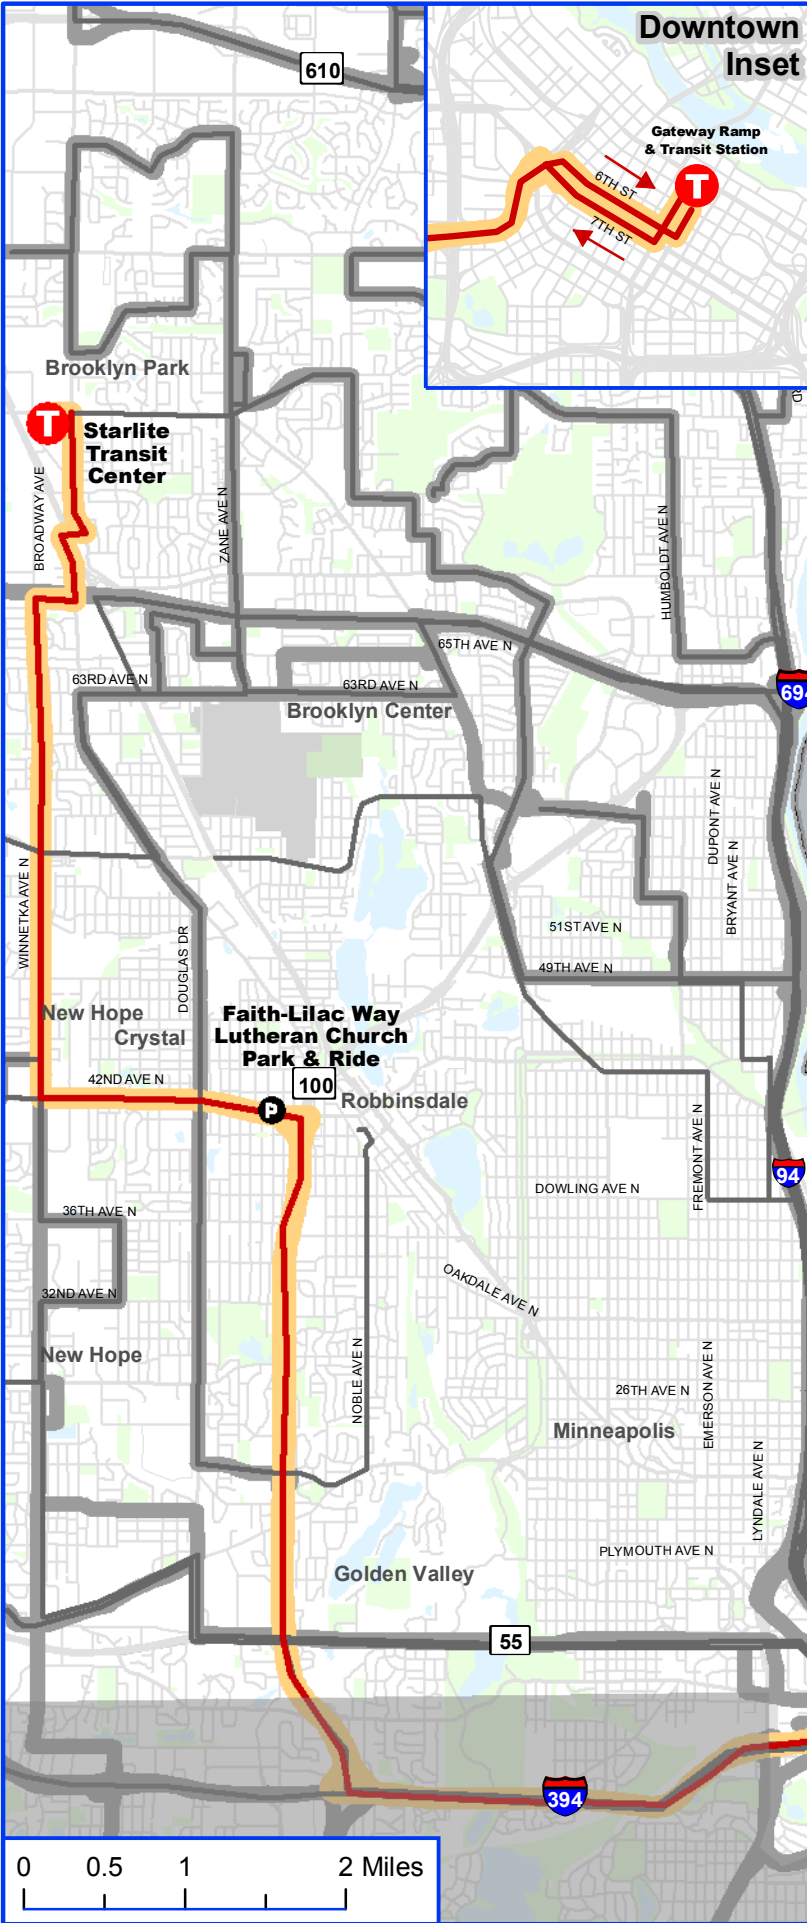 Downtown
Inset
610
Gateway Ramp
& Transit Station
T
6TH ST
7TH ST
Brooklyn Park
T
Starlite
Transit
Center
BROADWAY AVE
ZANE AVE N
HUMBOLDT AVE N
RD
65TH AVE N
63RD AVE N
63RD AVE N
694
Brooklyn Center
DUPONT AVE N
BRYANT AVE N
WINNETKA AVE N
51ST AVE N
DOUGLAS DR
49TH AVE N
New Hope
Crystal
Faith-Lilac Way
Lutheran Church
Park & Ride
42ND AVE N
100
P
Robbinsdale
FREMONT AVE N
94
DOWLING AVE N
36TH AVE N
OAKDALE AVE N
32ND AVE N
New Hope
NOBLE AVE N
EMERSON AVE N
26TH AVE N
Minneapolis
LYNDALE AVE N
PLYMOUTH AVE N
Golden Valley
55
394
0 0.5 1 2 Miles